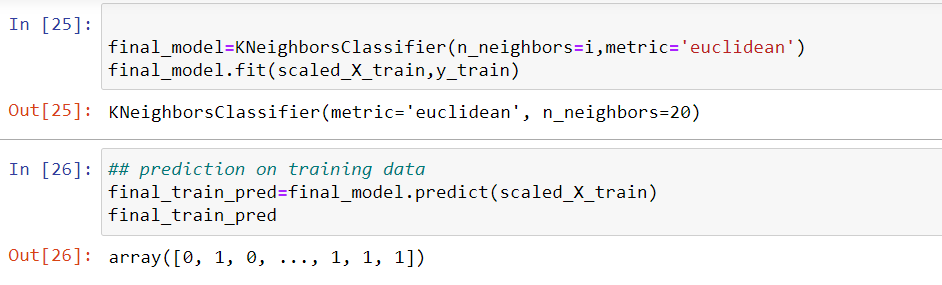 In [25]:
final_model=KNeighborsClassifier(n_neighbors=i,metric='euclidean')
final_model.fit(scaled_X_train,y_train)
Out[25]: KNeighborsClassifier(metric='euclidean', n_neighbors=20)
In [26]: ## prediction on training data
final_train_pred=final_model.predict(scaled_X_train)
final_train_pred
Out[26]: array([0, 1, 0, ..., 1, 1, 1])